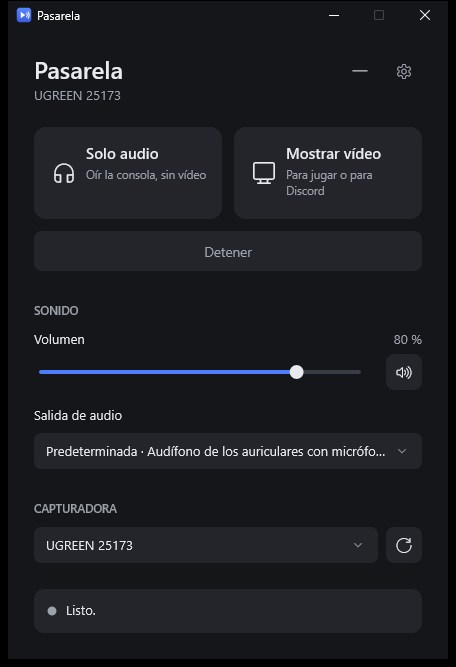 Pasarela
Pasarela
UGREEN 25173
Solo audio
Oír la consola, sin vídeo
Mostrar vídeo
Para jugar o para
Discord
Detener
SONIDO
Volumen
80 %
Salida de audio
Predeterminada · Audífono de los auriculares con micrófo...
CAPTURADORA
UGREEN 25173
Listo.